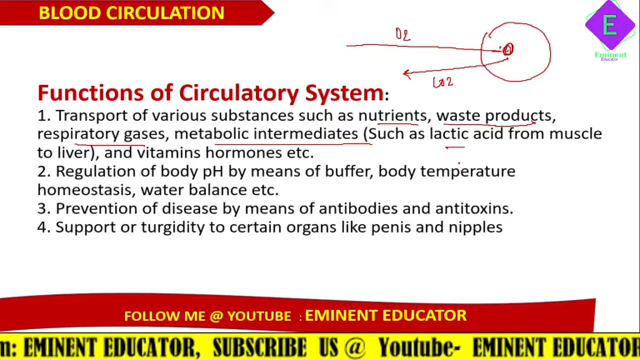 BLOOD CIRCULATION
E
Eminent
Educator
O2
CO2
Functions of Circulatory System:
1. Transport of various substances such as nutrients, waste products,
respiratory gases, metabolic intermediates (Such as lactic acid from muscle
to liver), and vitamins hormones etc.
2. Regulation of body pH by means of buffer, body temperature
homeostasis, water balance etc.
3. Prevention of disease by means of antibodies and antitoxins.
4. Support or turgidity to certain organs like penis and nipples
FOLLOW ME @ YOUTUBE : EMINENT EDUCATOR
m: EMINENT EDUCATOR, SUBSCRIBE US @ Youtube- EMINENT EDUCATOR